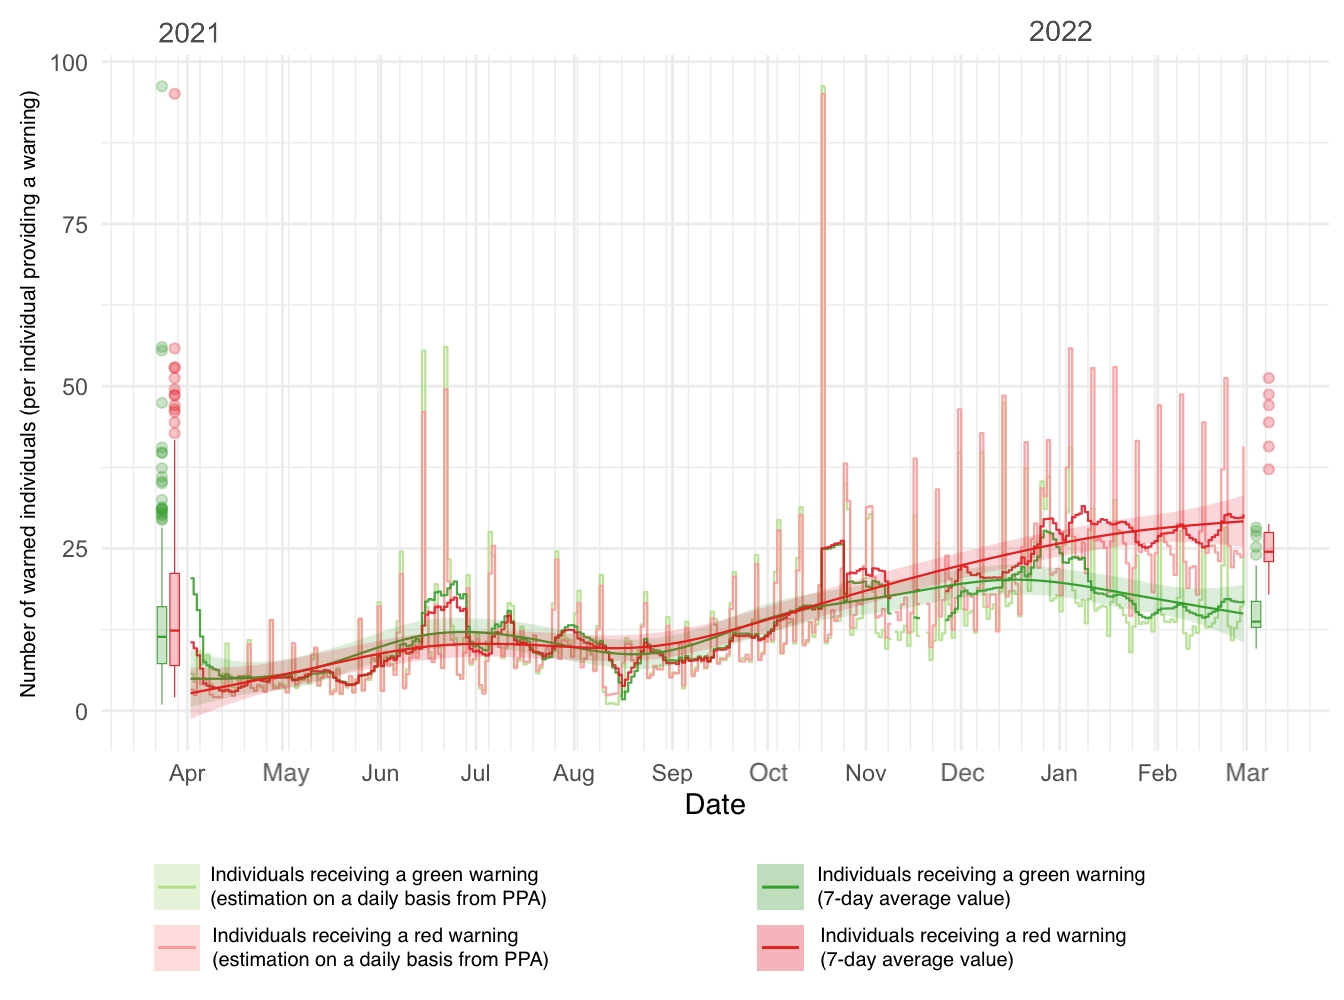 2021
2022
Number of warned individuals (per individual providing a warning)
100
75
50
25
0
Apr
May
Jun
Jul
Aug
Sep
Oct
Nov
Dec
Jan
Feb
Mar
Date
Individuals receiving a green warning
(estimation on a daily basis from PPA)
Individuals receiving a red warning
(estimation on a daily basis from PPA)
Individuals receiving a green warning
(7-day average value)
Individuals receiving a red warning
(7-day average value)